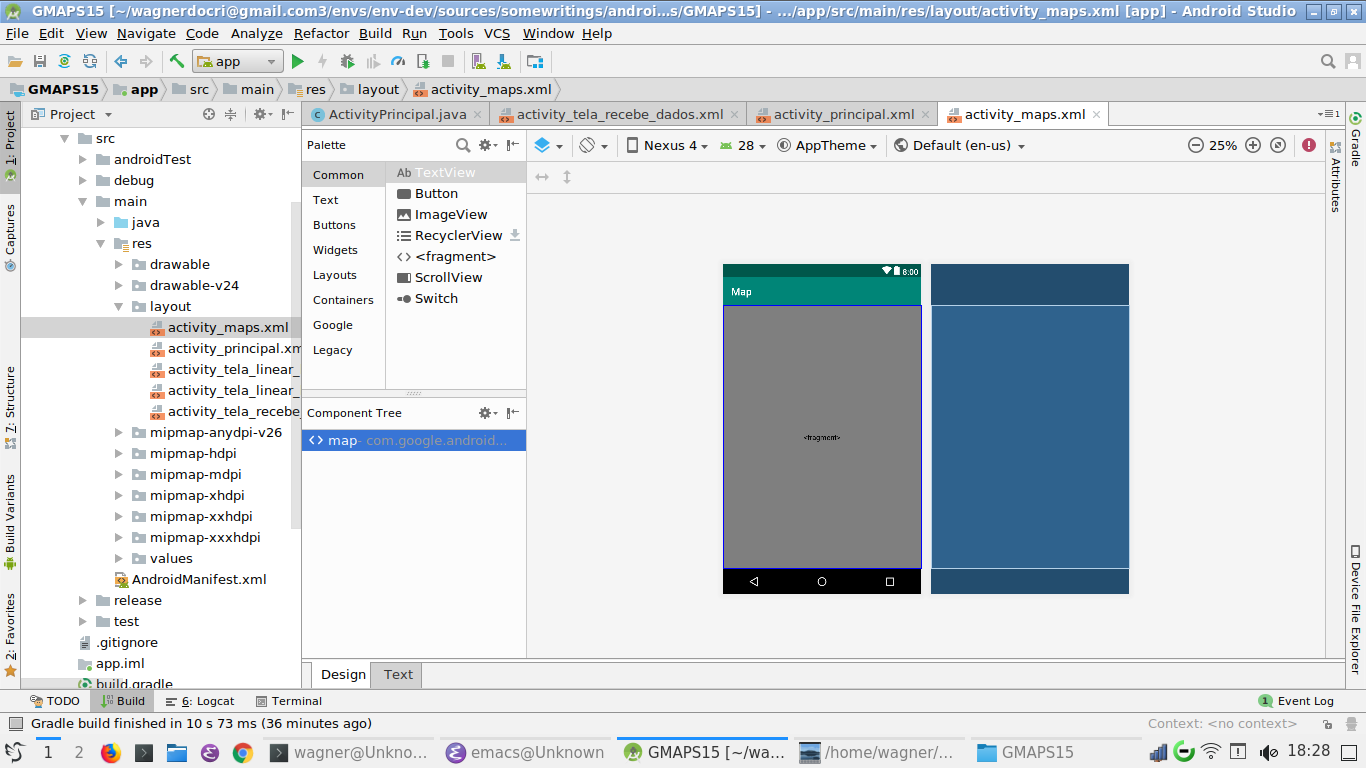 GMAPS15 [~/wagnerdocri@gmail.com3/envs/env-dev/sources/somewritings/androi...s/GMAPS15] - .../app/src/main/res/layout/activity_maps.xml [app] - Android Studio
File Edit View Navigate Code Analyze Refactor Build Run Tools VCS Window Help
app
GMAPS15 app src main res layout activity_maps.xml
1: Project
Captures
7: Structure
Build Variants
2: Favorites
Project
src
androidTest
debug
main
java
res
drawable
drawable-v24
layout
activity_maps.xml
activity_principal.xm
activity_tela_linear_
activity_tela_linear_
activity_tela_recebe_
mipmap-anydpi-v26
mipmap-hdpi
mipmap-mdpi
mipmap-xhdpi
mipmap-xxhdpi
mipmap-xxxhdpi
values
AndroidManifest.xml
release
test
.gitignore
app.iml
build.gradle
ActivityPrincipal.java activity_tela_recebe_dados.xml activity_principal.xml activity_maps.xml
1
Palette
Common
Text
Buttons
Widgets
Layouts
Containers
Google
Legacy
Ab TextView
Button
ImageView
RecyclerView
<fragment>
ScrollView
Switch
Component Tree
map- com.google.android...
Nexus 4 28 AppTheme Default (en-us) 25%
8:00
Map
<fragment>
Design Text
Gradle
Attributes
Device File Explorer
TODO Build 6: Logcat Terminal 1 Event Log
Gradle build finished in 10 s 73 ms (36 minutes ago) Context: <no context>
1 2 wagner@Unkno... emacs@Unknown GMAPS15 [~/wa... /home/wagner/... GMAPS15 18:28